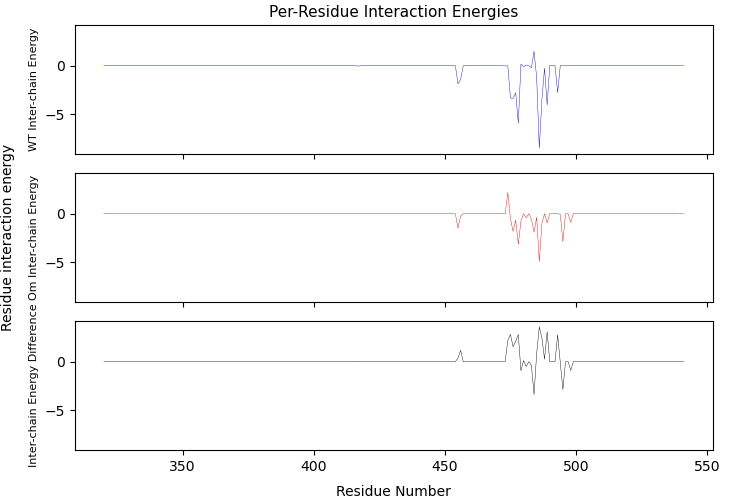 Per-Residue Interaction Energies
Residue interaction energy
WT Inter-chain Energy
0
−5
Om Inter-chain Energy
0
−5
Inter-chain Energy Difference
0
−5
350
400
450
500
550
Residue Number